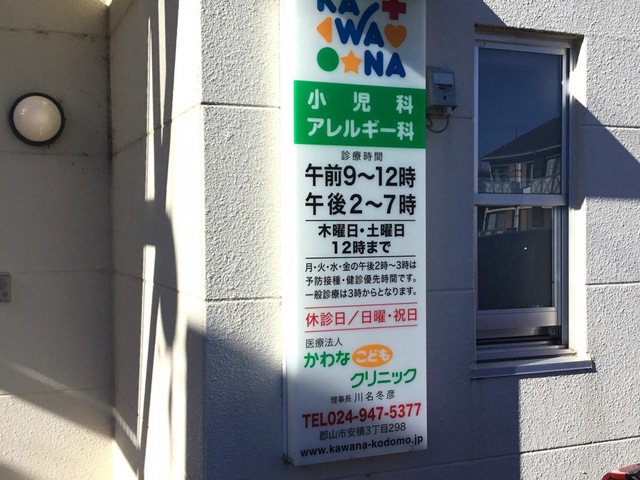 KA
WA
NA
小児科
アレルギー科
診療時間
午前9〜12時
午後2〜7時
木曜日・土曜日
12時まで
月・火・水・金の午後2時〜3時は
予防接種・健診優先時間です。
一般診療は3時からとなります。
休診日/日曜・祝日
医療法人
かわなこども
クリニック
理事長 川名冬彦
TEL024-947-5377
郡山市安積3丁目298
www.kawana-kodomo.jp